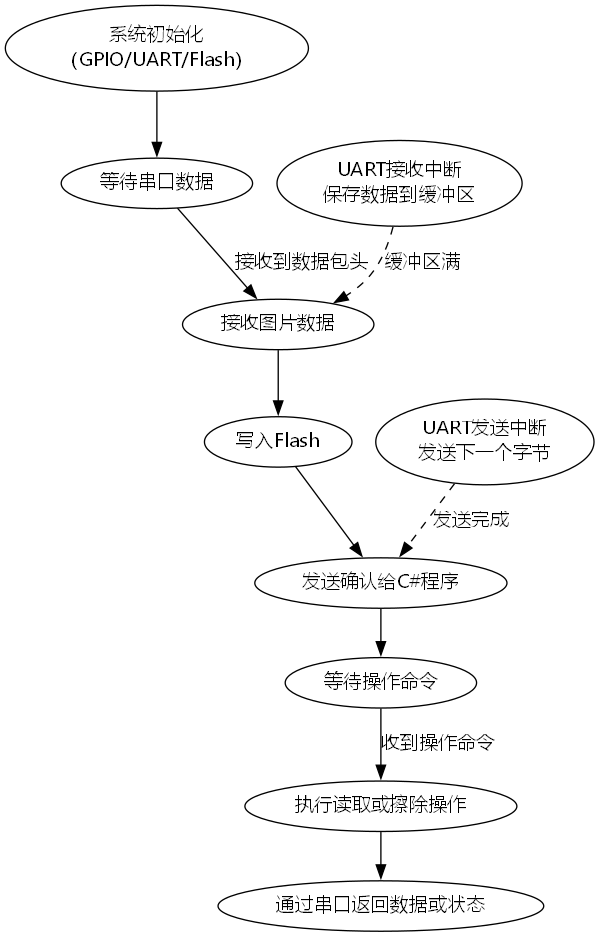 系统初始化
(GPIO/UART/Flash)
等待串口数据
UART接收中断
保存数据到缓冲区
接收到数据包头
缓冲区满
接收图片数据
写入Flash
UART发送中断
发送下一个字节
发送完成
发送确认给C#程序
等待操作命令
收到操作命令
执行读取或擦除操作
通过串口返回数据或状态